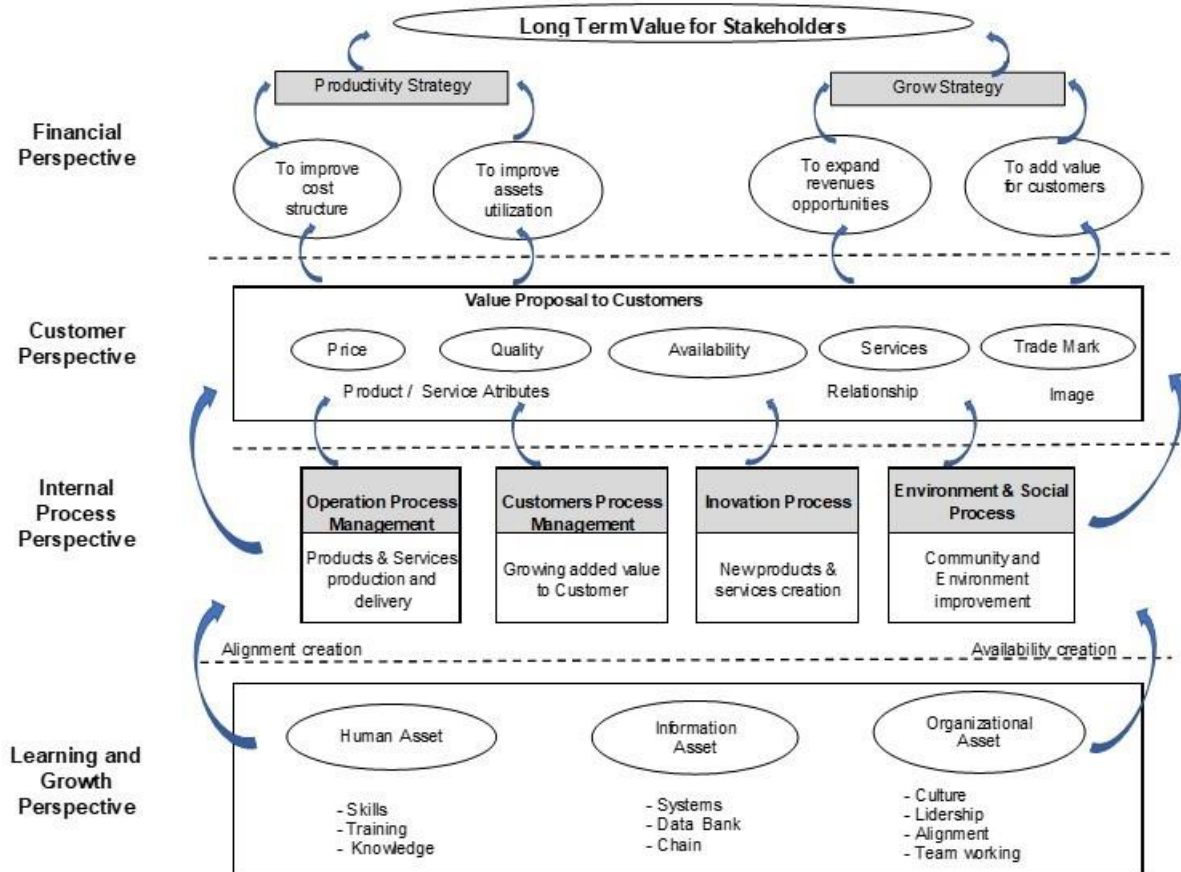 Long Term Value for Stakeholders
Productivity Strategy
Grow Strategy
Financial
Perspective
To improve
cost
structure
To improve
assets
utilization
To expand
revenues
opportunities
To add value
for customers
Customer
Perspective
Value Proposal to Customers
Price
Quality
Availability
Services
Trade Mark
Product / Service Atributes
Relationship
Image
Internal
Process
Perspective
Operation Process
Management
Products & Services
production and
delivery
Customers Process
Management
Growing added value
to Customer
Inovation Process
New products &
services creation
Environment & Social
Process
Community and
Environment
improvement
Alignment creation
Availability creation
Learning and
Growth
Perspective
Human Asset
- Skills
- Training
- Knowledge
Information
Asset
- Systems
- Data Bank
- Chain
Organizational
Asset
- Culture
- Lidership
- Alignment
- Team working